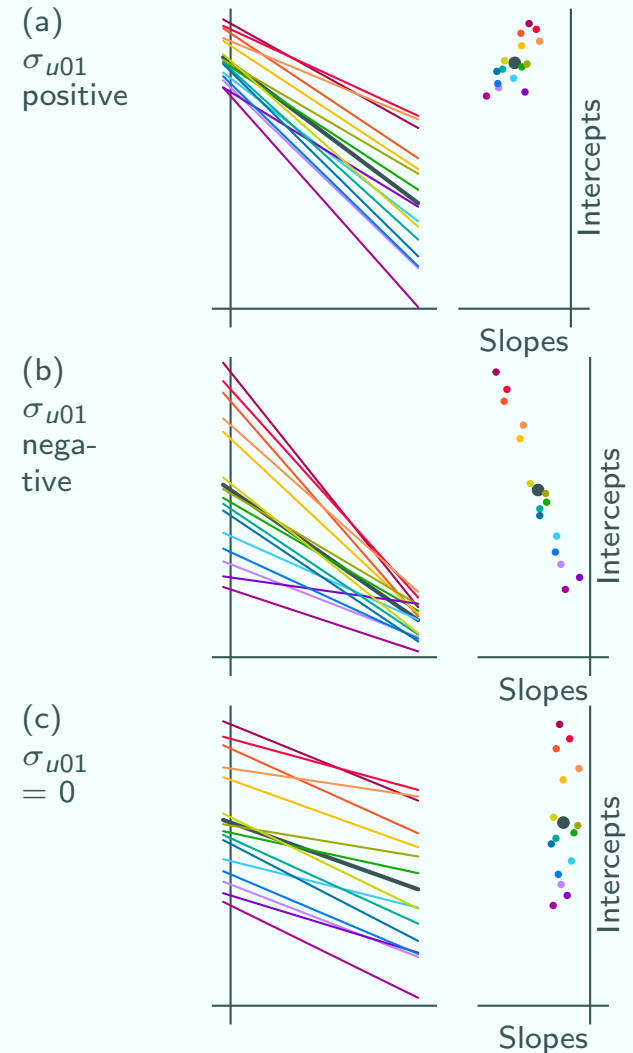 (a)
σu01
positive
Intercepts
Slopes
(b)
σu01
nega-
tive
Intercepts
Slopes
(c)
σu01
= 0
Intercepts
Slopes